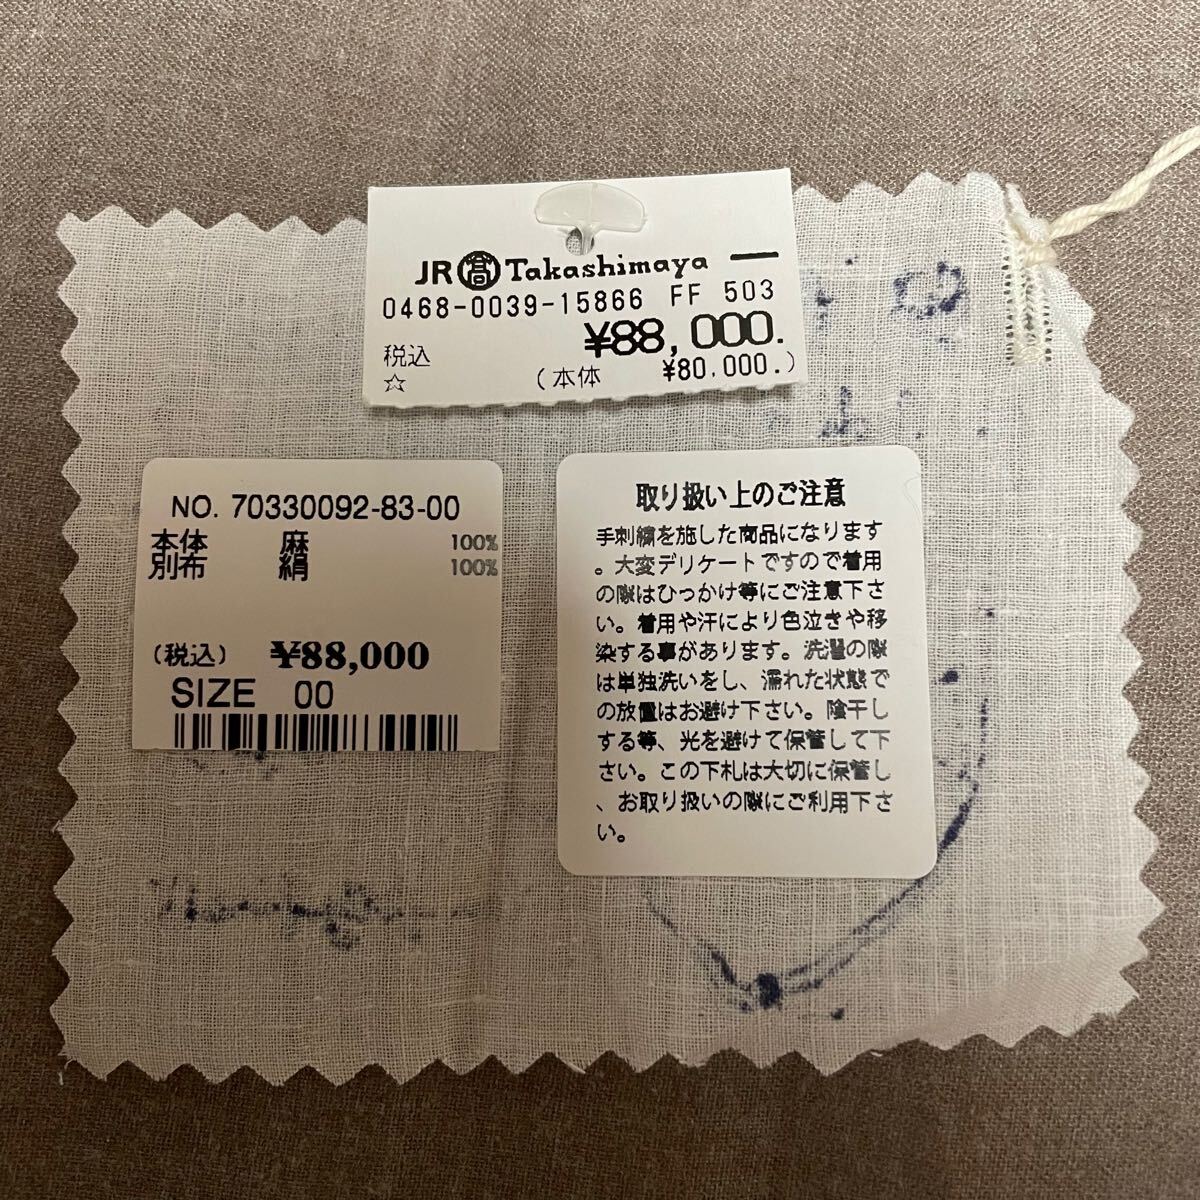 JR 髙 Takashimaya
0468-0039-15866 FF 503
¥88,000.
税込
☆ (本体 ¥80,000.)
NO. 70330092-83-00
本体 麻 100%
別布 絹 100%
(税込) ¥88,000
SIZE 00
取り扱い上のご注意
手刺繍を施した商品になります
。大変デリケートですので着用
の際はひっかけ等にご注意下さ
い。着用や汗により色泣きや移
染する事があります。洗濯の際
は単独洗いをし、濡れた状態で
の放置はお避け下さい。陰干し
する等、光を避けて保管して下
さい。この下札は大切に保管し
、お取り扱いの際にご利用下さ
い。